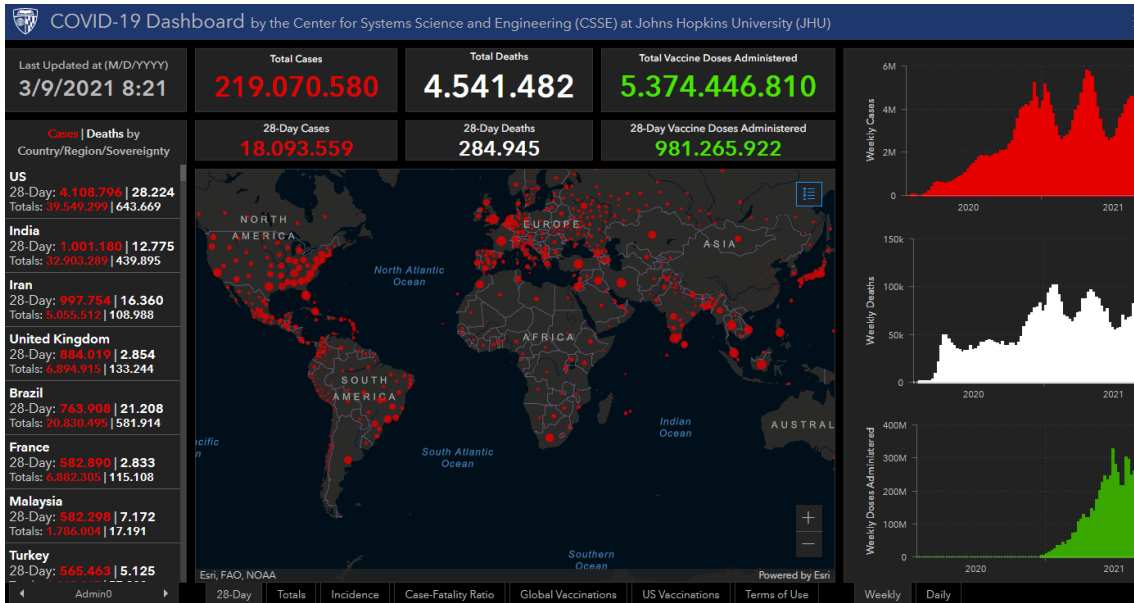 COVID-19 Dashboard by the Center for Systems Science and Engineering (CSSE) at Johns Hopkins University (JHU)
Last Updated at (M/D/YYYY)
3/9/2021 8:21
Total Cases
219.070.580
Total Deaths
4.541.482
Total Vaccine Doses Administered
5.374.446.810
28-Day Cases
18.093.559
28-Day Deaths
284.945
28-Day Vaccine Doses Administered
981.265.922
Cases | Deaths by
Country/Region/Sovereignty
US
28-Day: 4.108.796 | 28.224
Totals: 39.549.299 | 643.669
India
28-Day: 1.001.180 | 12.775
Totals: 32.903.289 | 439.895
Iran
28-Day: 997.754 | 16.360
Totals: 5.055.512 | 108.988
United Kingdom
28-Day: 884.019 | 2.854
Totals: 6.894.915 | 133.244
Brazil
28-Day: 763.908 | 21.208
Totals: 20.830.495 | 581.914
France
28-Day: 582.890 | 2.833
Totals: 6.882.305 | 115.108
Malaysia
28-Day: 582.298 | 7.172
Totals: 1.786.004 | 17.191
Turkey
28-Day: 565.463 | 5.125
Admin0
NORTH
AMERICA
EUROPE
ASIA
North Atlantic
Ocean
AFRICA
SOUTH
AMERICA
Indian
Ocean
AUSTRAL
cific
n
South Atlantic
Ocean
Southern
Ocean
Esri, FAO, NOAA
Powered by Esri
28-Day
Totals
Incidence
Case-Fatality Ratio
Global Vaccinations
US Vaccinations
Terms of Use
Weekly Cases
6M
4M
2M
0
2020
2021
Weekly Deaths
150k
100k
50k
0
2020
2021
Weekly Doses Administered
400M
300M
200M
100M
0
2020
2021
Weekly
Daily